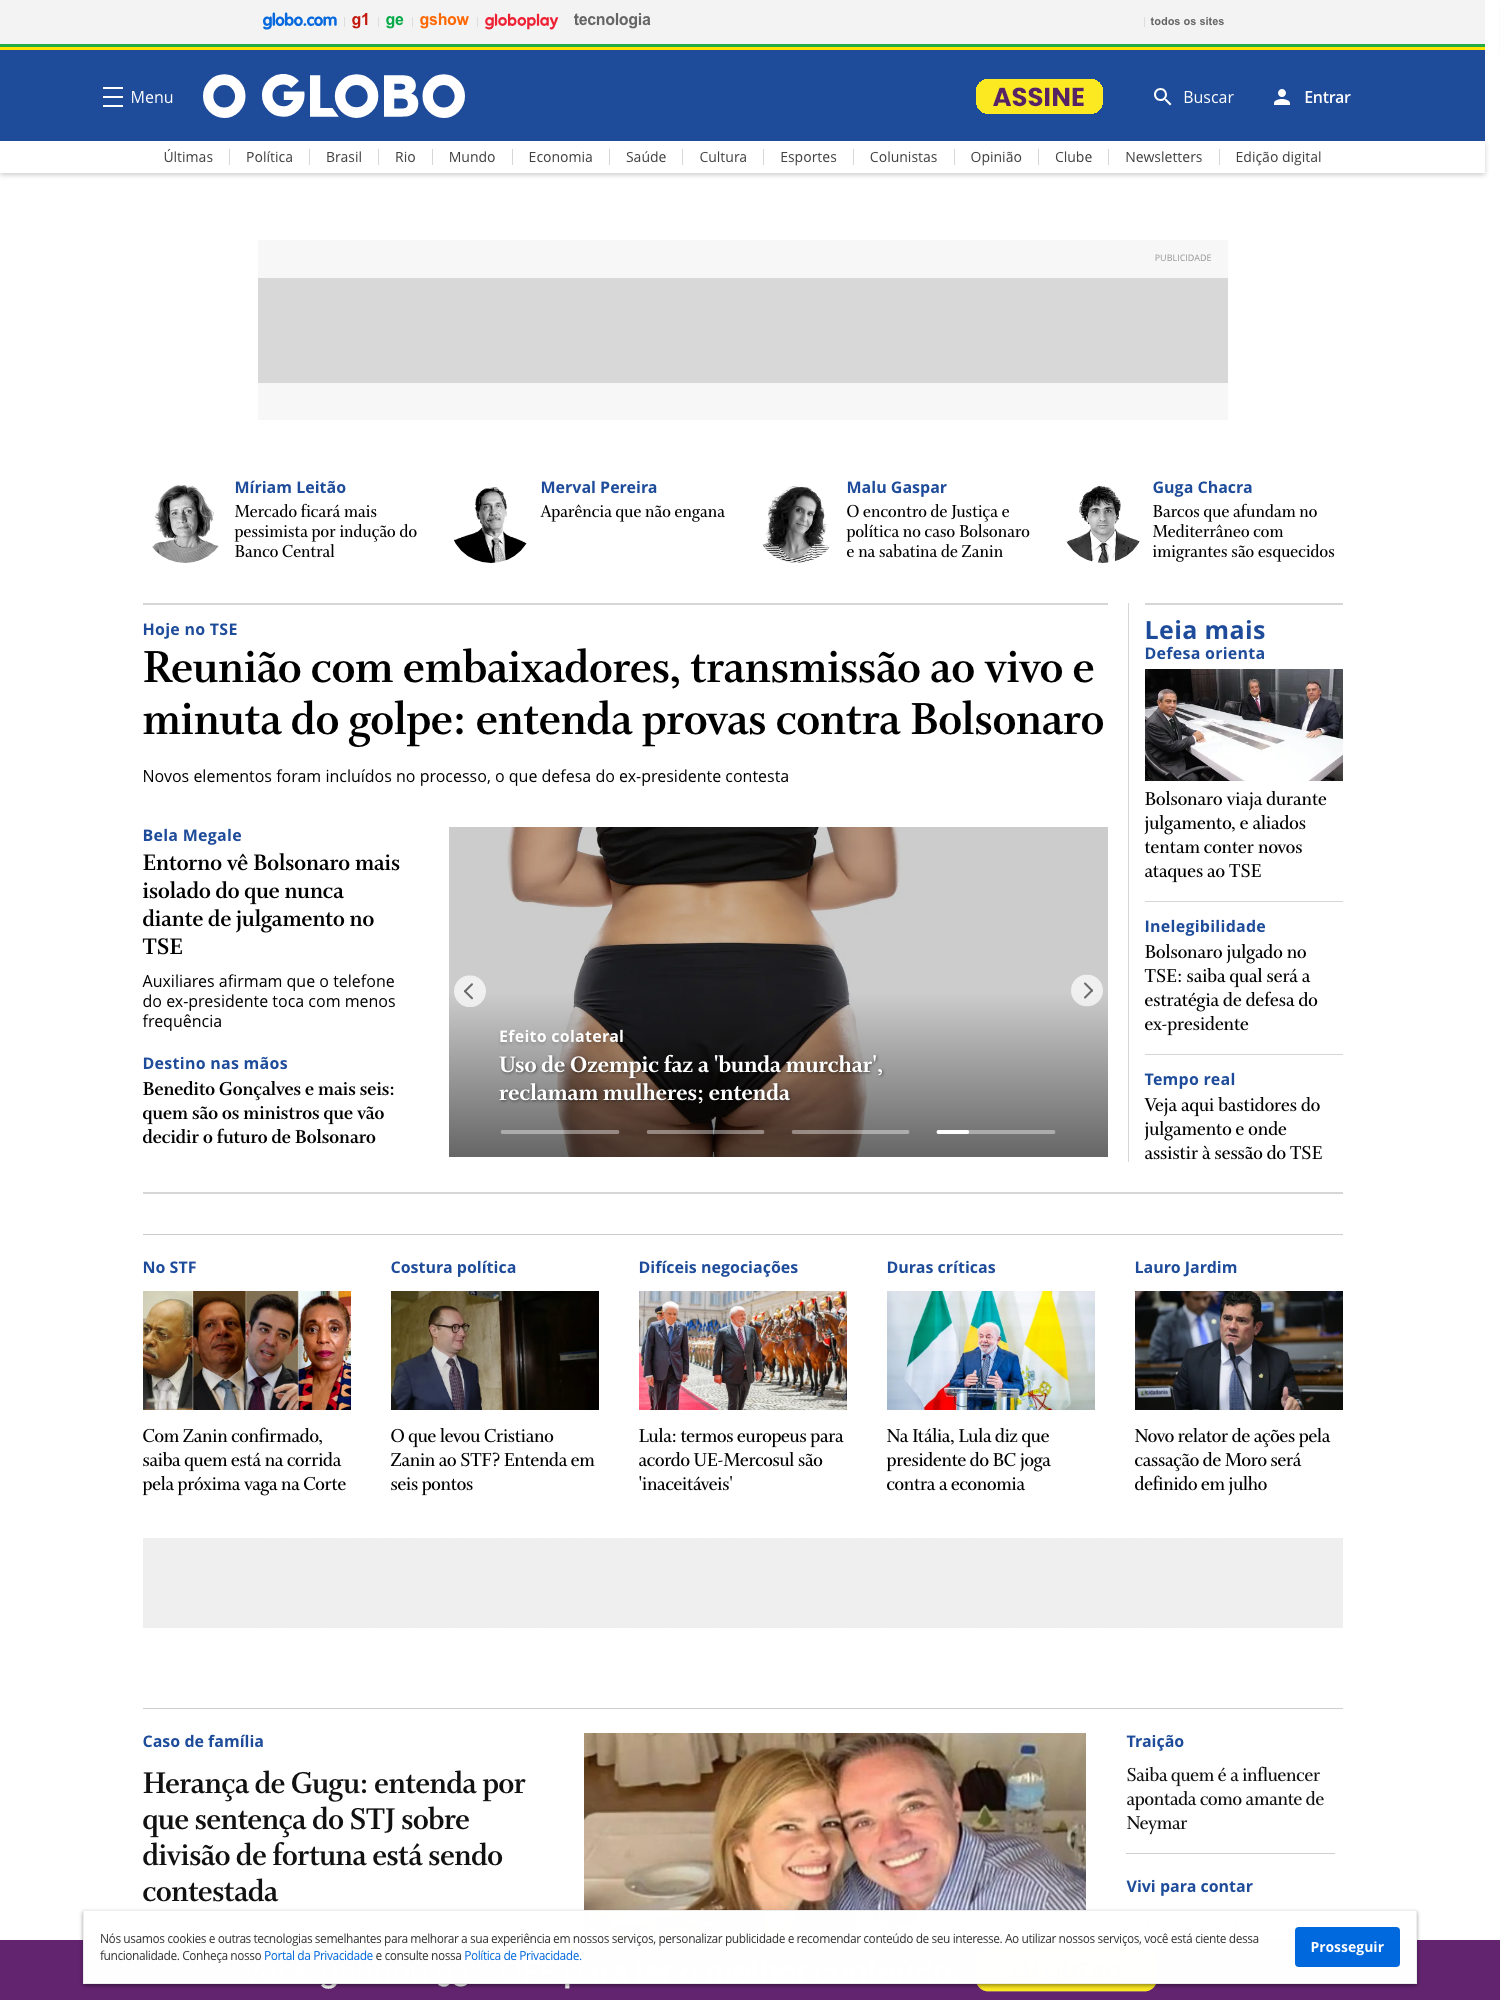 globo.com
g1
ge
gshow
globoplay
tecnologia
todos os sites
Menu
O GLOBO
ASSINE
Buscar
Entrar
Últimas
Política
Brasil
Rio
Mundo
Economia
Saúde
Cultura
Esportes
Colunistas
Opinião
Clube
Newsletters
Edição digital
PUBLICIDADE
Míriam Leitão
Mercado ficará mais
pessimista por indução do
Banco Central
Merval Pereira
Aparência que não engana
Malu Gaspar
O encontro de Justiça e
política no caso Bolsonaro
e na sabatina de Zanin
Guga Chacra
Barcos que afundam no
Mediterrâneo com
imigrantes são esquecidos
Hoje no TSE
Reunião com embaixadores, transmissão ao vivo e
minuta do golpe: entenda provas contra Bolsonaro
Novos elementos foram incluídos no processo, o que defesa do ex-presidente contesta
Bela Megale
Entorno vê Bolsonaro mais
isolado do que nunca
diante de julgamento no
TSE
Auxiliares afirmam que o telefone
do ex-presidente toca com menos
frequência
Destino nas mãos
Benedito Gonçalves e mais seis:
quem são os ministros que vão
decidir o futuro de Bolsonaro
Efeito colateral
Uso de Ozempic faz a 'bunda murchar',
reclamam mulheres; entenda
Leia mais
Defesa orienta
Bolsonaro viaja durante
julgamento, e aliados
tentam conter novos
ataques ao TSE
Inelegibilidade
Bolsonaro julgado no
TSE: saiba qual será a
estratégia de defesa do
ex-presidente
Tempo real
Veja aqui bastidores do
julgamento e onde
assistir à sessão do TSE
No STF
Com Zanin confirmado,
saiba quem está na corrida
pela próxima vaga na Corte
Costura política
O que levou Cristiano
Zanin ao STF? Entenda em
seis pontos
Difíceis negociações
Lula: termos europeus para
acordo UE-Mercosul são
'inaceitáveis'
Duras críticas
Na Itália, Lula diz que
presidente do BC joga
contra a economia
Lauro Jardim
Novo relator de ações pela
cassação de Moro será
definido em julho
Caso de família
Herança de Gugu: entenda por
que sentença do STJ sobre
divisão de fortuna está sendo
contestada
Traição
Saiba quem é a influencer
apontada como amante de
Neymar
Vivi para contar
Nós usamos cookies e outras tecnologias semelhantes para melhorar a sua experiência em nossos serviços, personalizar publicidade e recomendar conteúdo de seu interesse. Ao utilizar nossos serviços, você está ciente dessa
funcionalidade. Conheça nosso Portal da Privacidade e consulte nossa Política de Privacidade.
Prosseguir